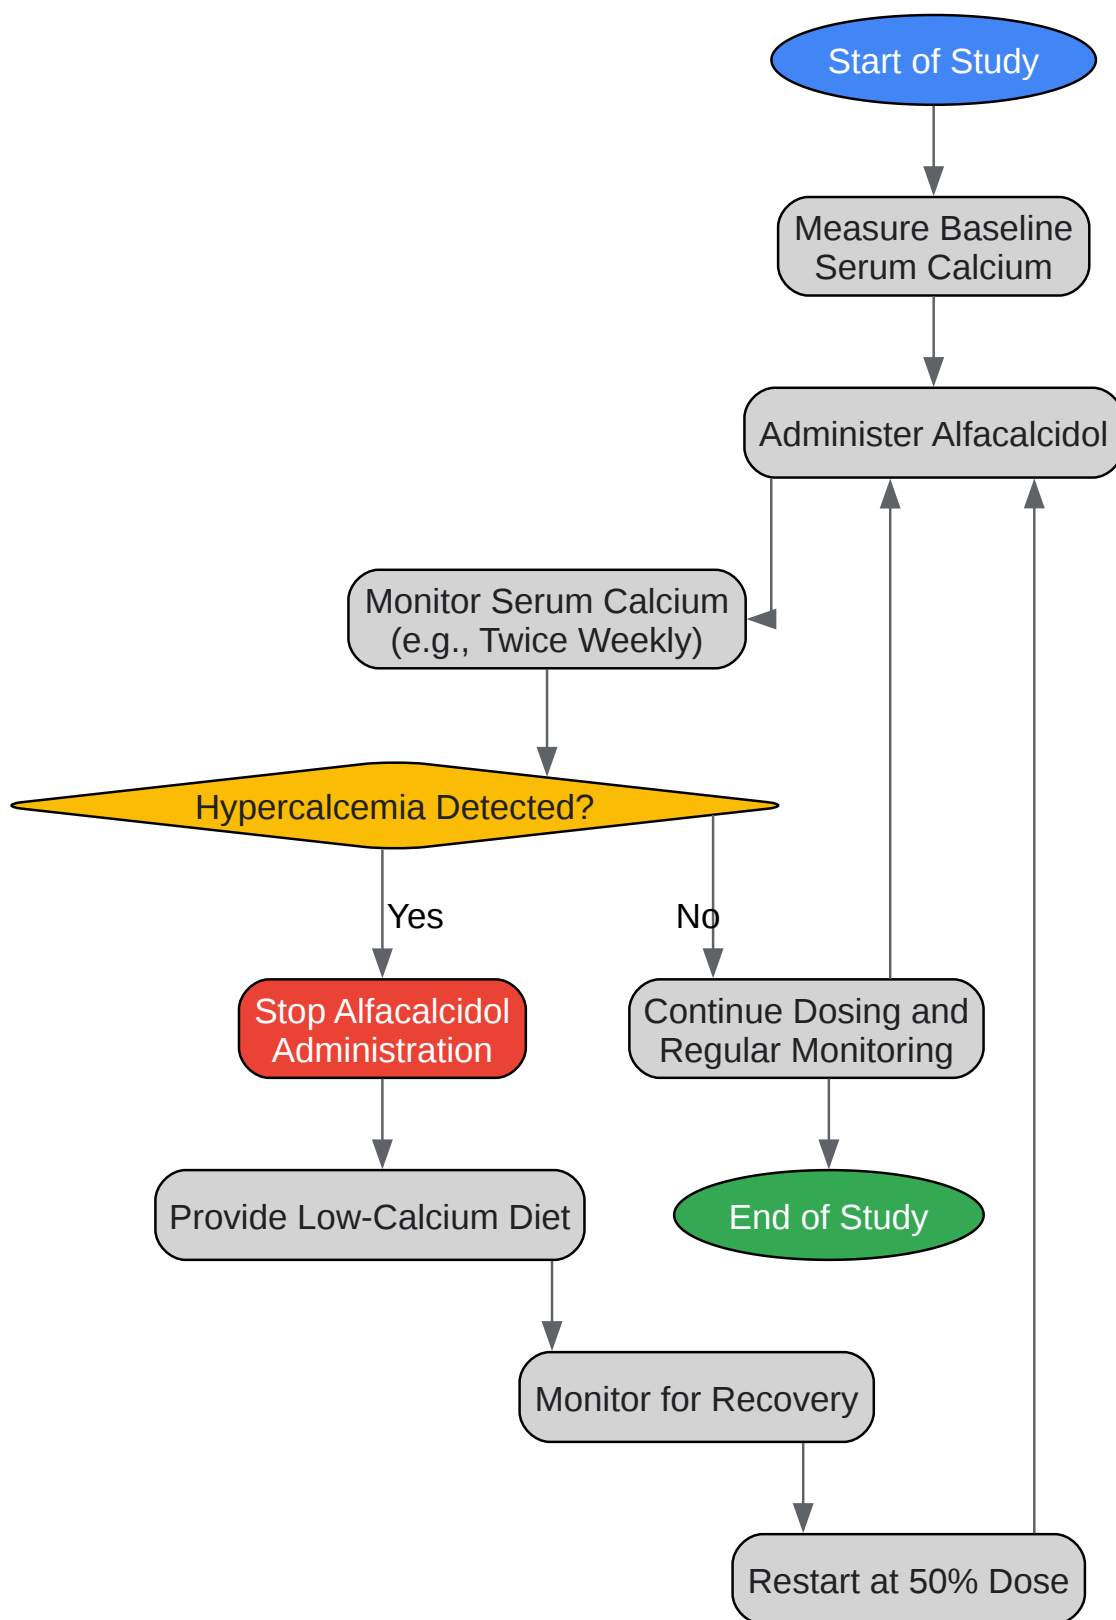 Start of Study
Measure Baseline
Serum Calcium
Administer Alfacalcidol
Monitor Serum Calcium
(e.g., Twice Weekly)
Hypercalcemia Detected?
Yes
No
Stop Alfacalcidol
Administration
Continue Dosing and
Regular Monitoring
Provide Low-Calcium Diet
End of Study
Monitor for Recovery
Restart at 50% Dose